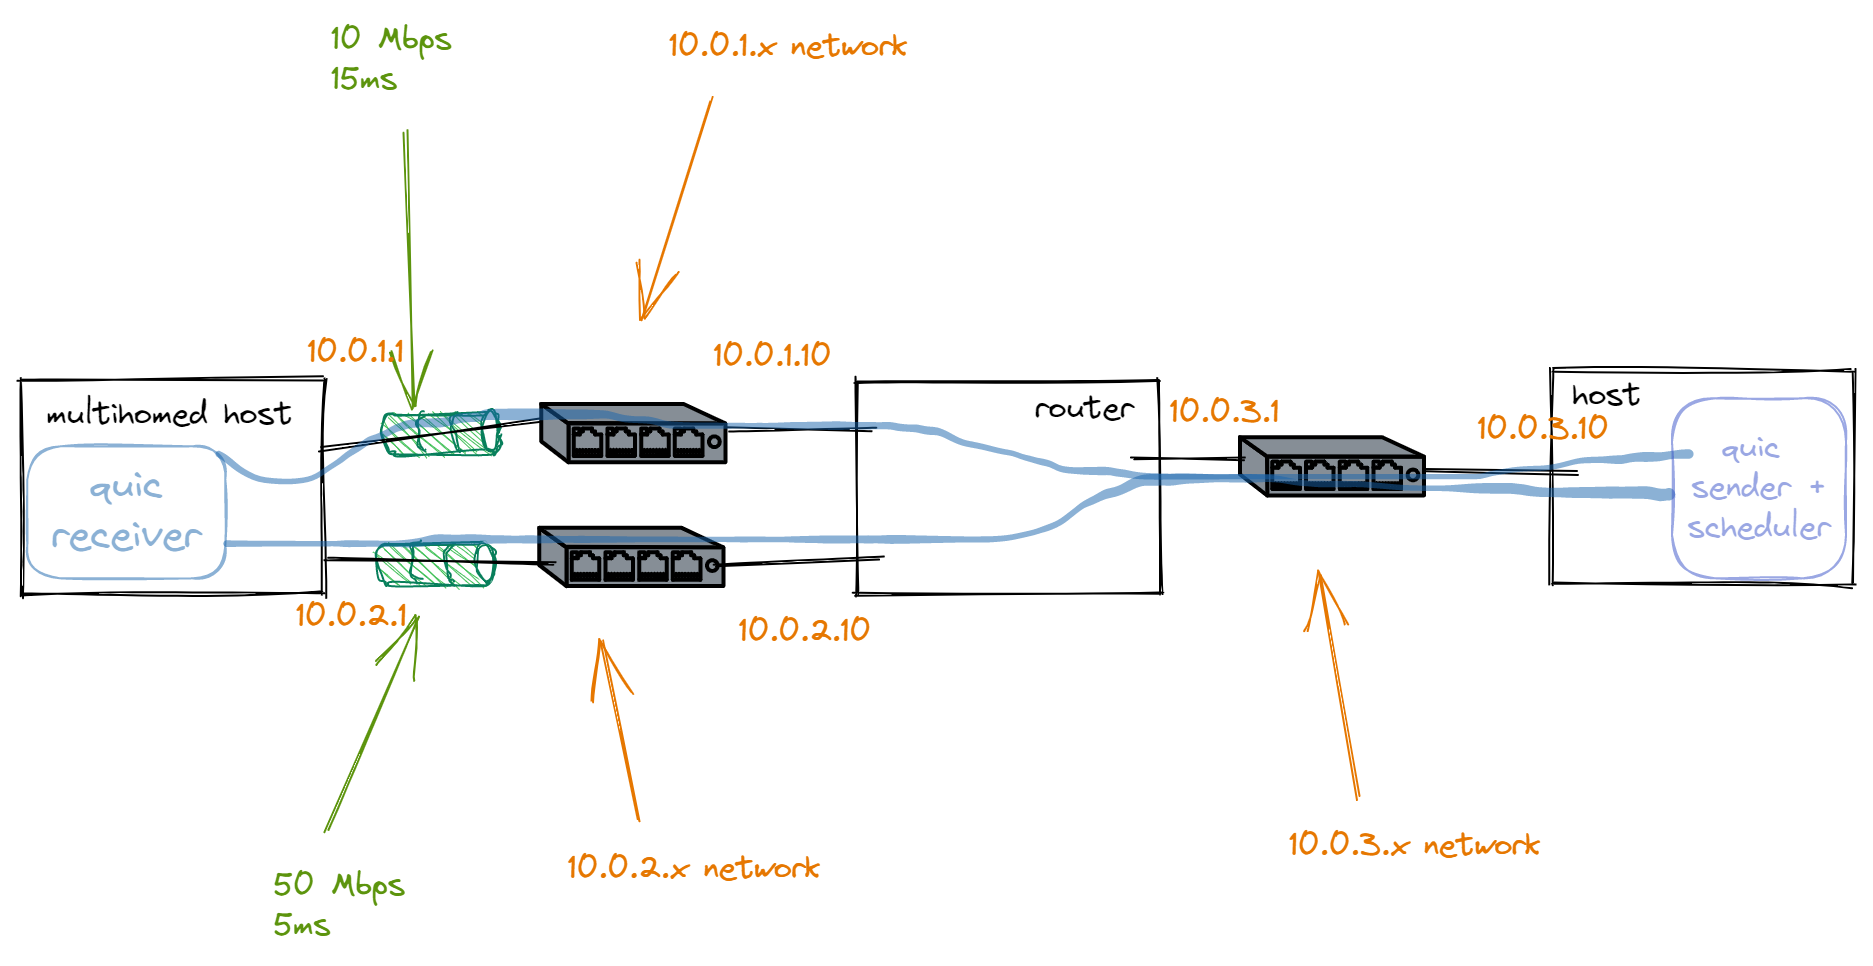 10 Mbps
15ms
10.0.1.x network
10.0.1.1
10.0.1.10
multihomed host
quic
receiver
router
10.0.3.1
10.0.3.10
host
quic
sender +
scheduler
10.0.2.1
10.0.2.10
50 Mbps
5ms
10.0.2.x network
10.0.3.x network